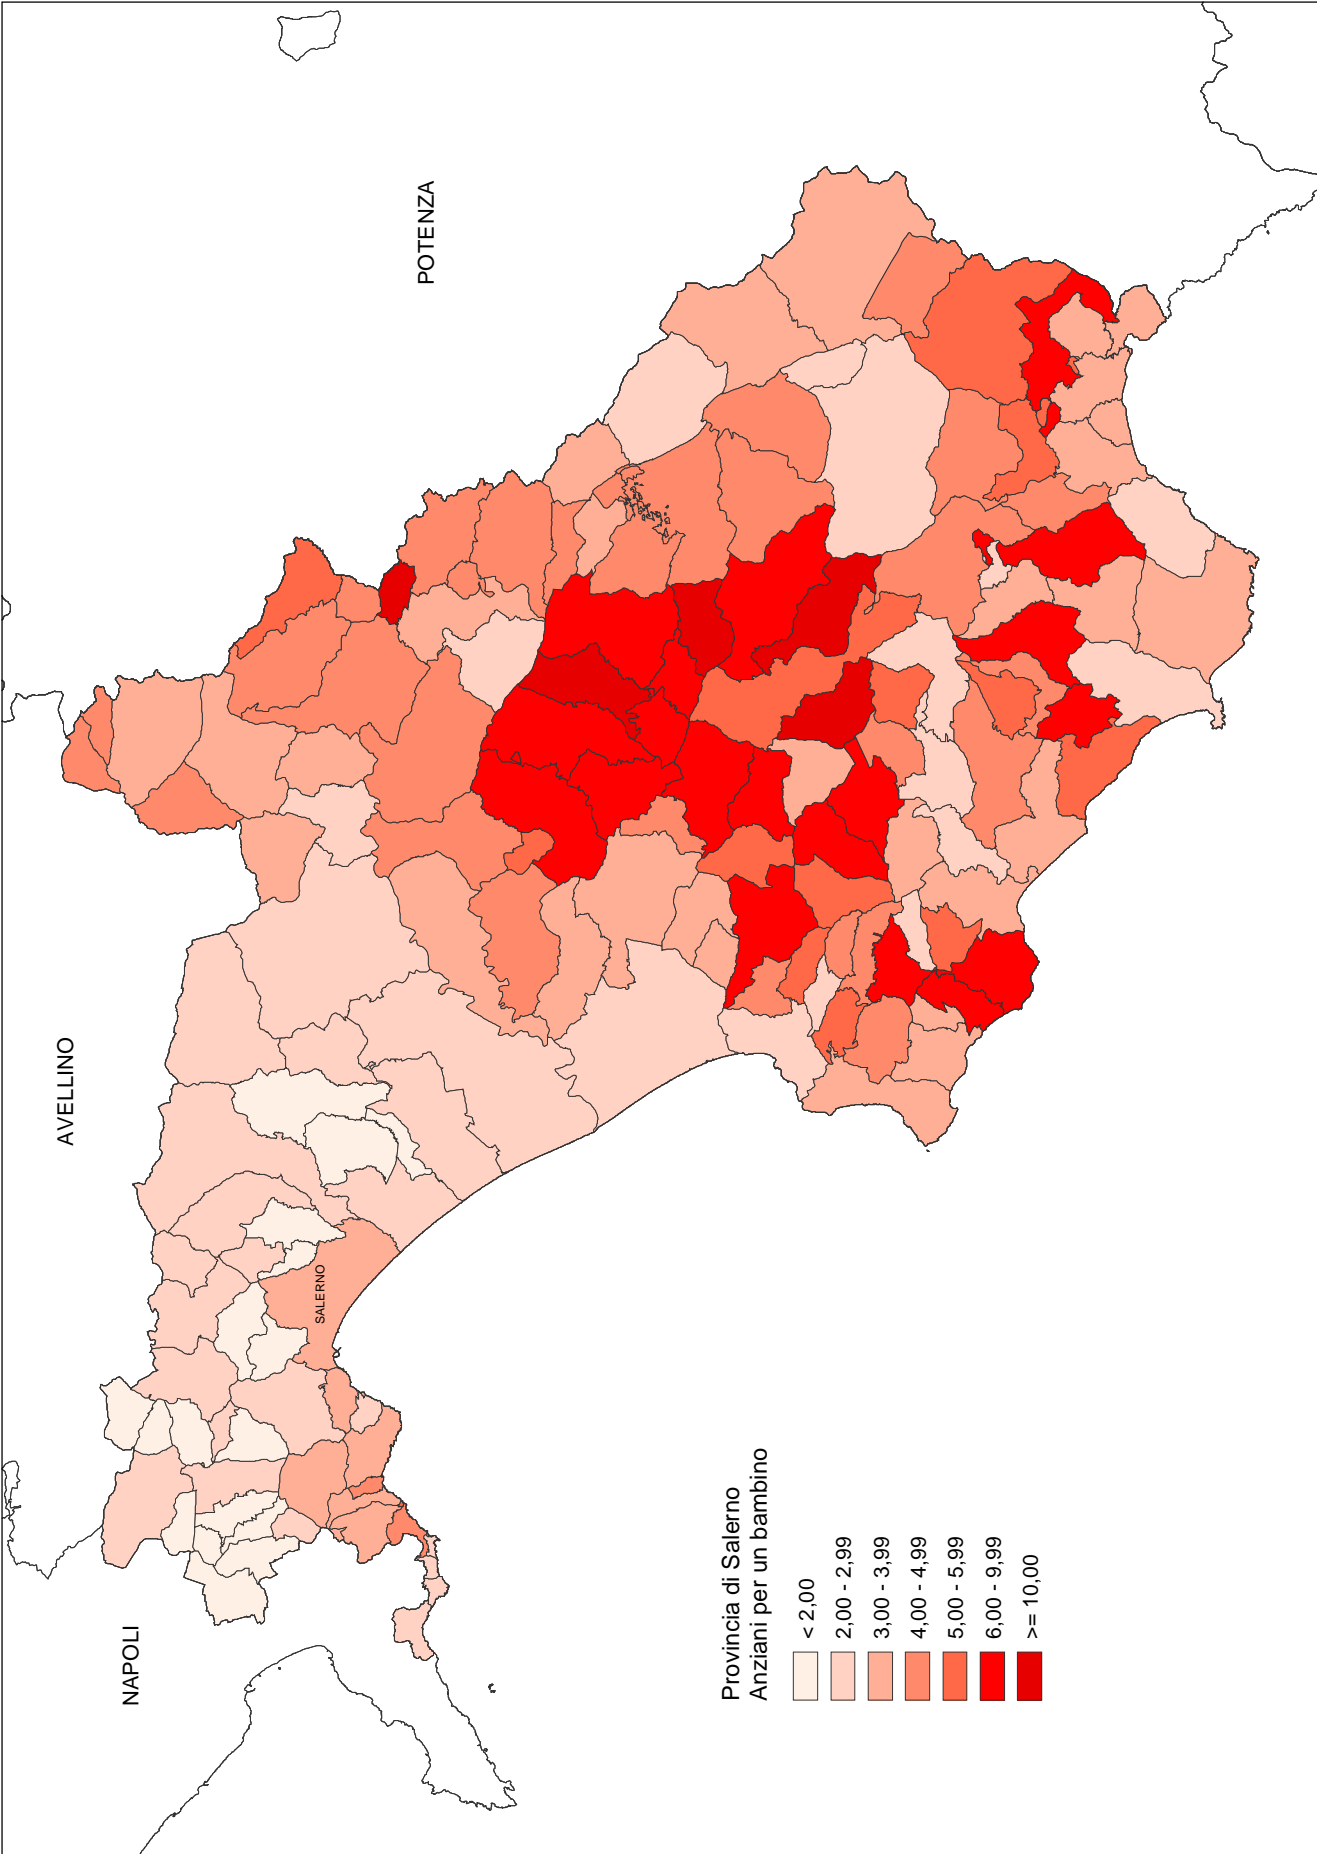 NAPOLI
AVELLINO
POTENZA
SALERNO
Provincia di Salerno
Anziani per un bambino
< 2,00
2,00 - 2,99
3,00 - 3,99
4,00 - 4,99
5,00 - 5,99
6,00 - 9,99
>= 10,00